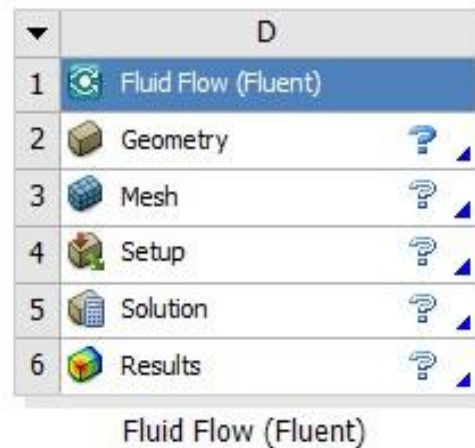 D
1 Fluid Flow (Fluent)
2 Geometry ?
3 Mesh ?
4 Setup ?
5 Solution ?
6 Results ?
Fluid Flow (Fluent)